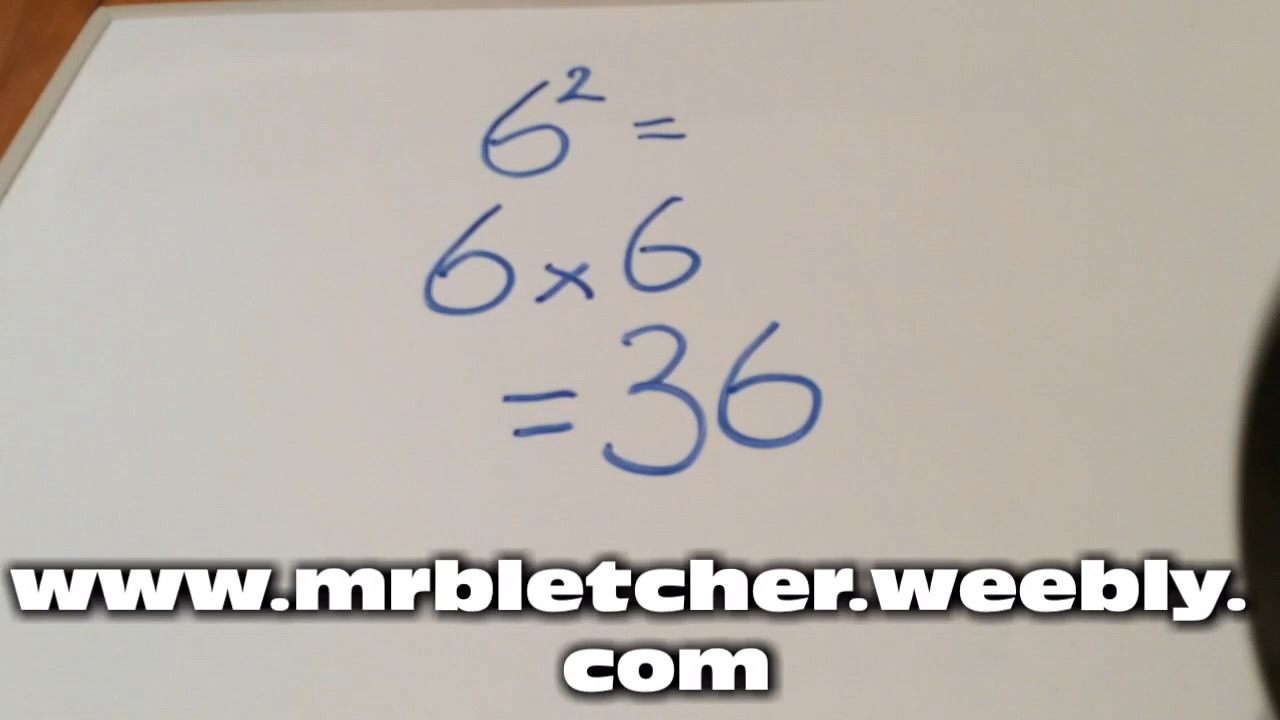 6² =
6 × 6
= 36
www.mrbletcher.weebly.
com